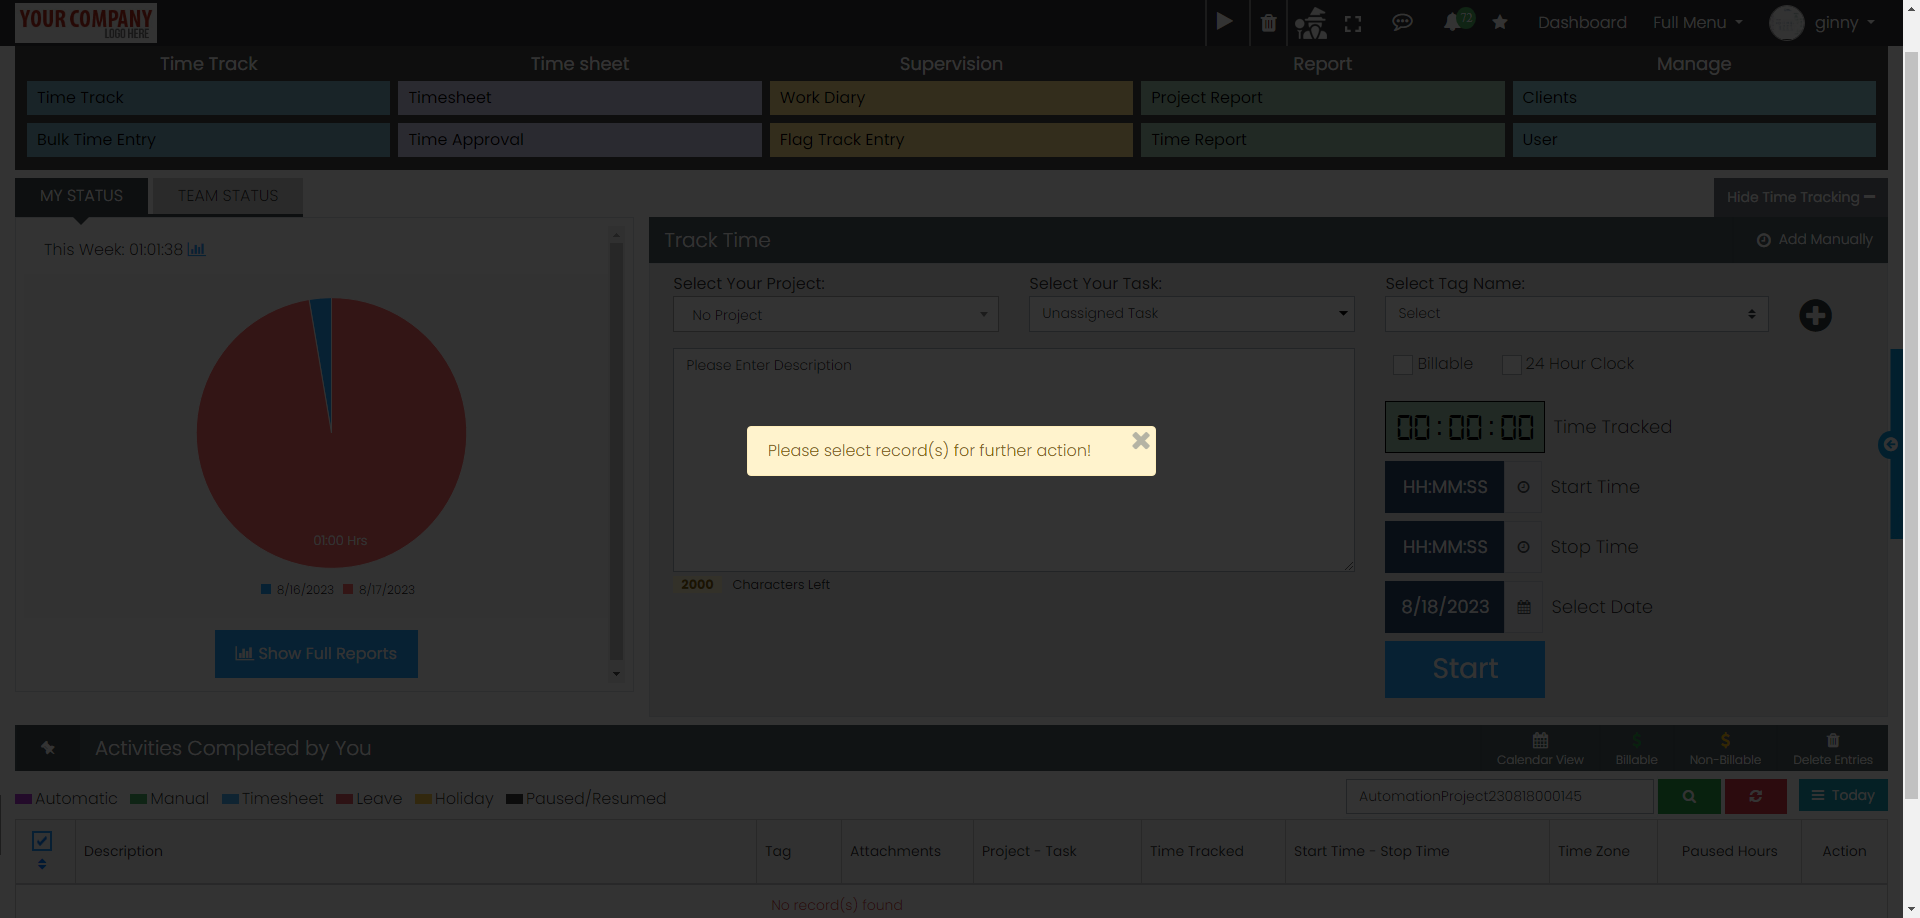 YOUR COMPANY
LOGO HERE
72
Dashboard
Full Menu
ginny
Time Track
Time sheet
Supervision
Report
Manage
Time Track
Timesheet
Work Diary
Project Report
Clients
Bulk Time Entry
Time Approval
Flag Track Entry
Time Report
User
MY STATUS
TEAM STATUS
Hide Time Tracking
This Week: 01:01:38
Track Time
Add Manually
Select Your Project:
Select Your Task:
Select Tag Name:
No Project
Unassigned Task
Select
Please Enter Description
Billable
24 Hour Clock
00:00:00
Time Tracked
Please select record(s) for further action!
HH:MM:SS
Start Time
01:00 Hrs
HH:MM:SS
Stop Time
8/16/2023
8/17/2023
2000 Characters Left
8/18/2023
Select Date
Show Full Reports
Start
Activities Completed by You
Calendar View
Billable
Non-Billable
Delete Entries
Automatic
Manual
Timesheet
Leave
Holiday
Paused/Resumed
AutomationProject230818000145
Today
Description
Tag
Attachments
Project - Task
Time Tracked
Start Time - Stop Time
Time Zone
Paused Hours
Action
No record(s) found